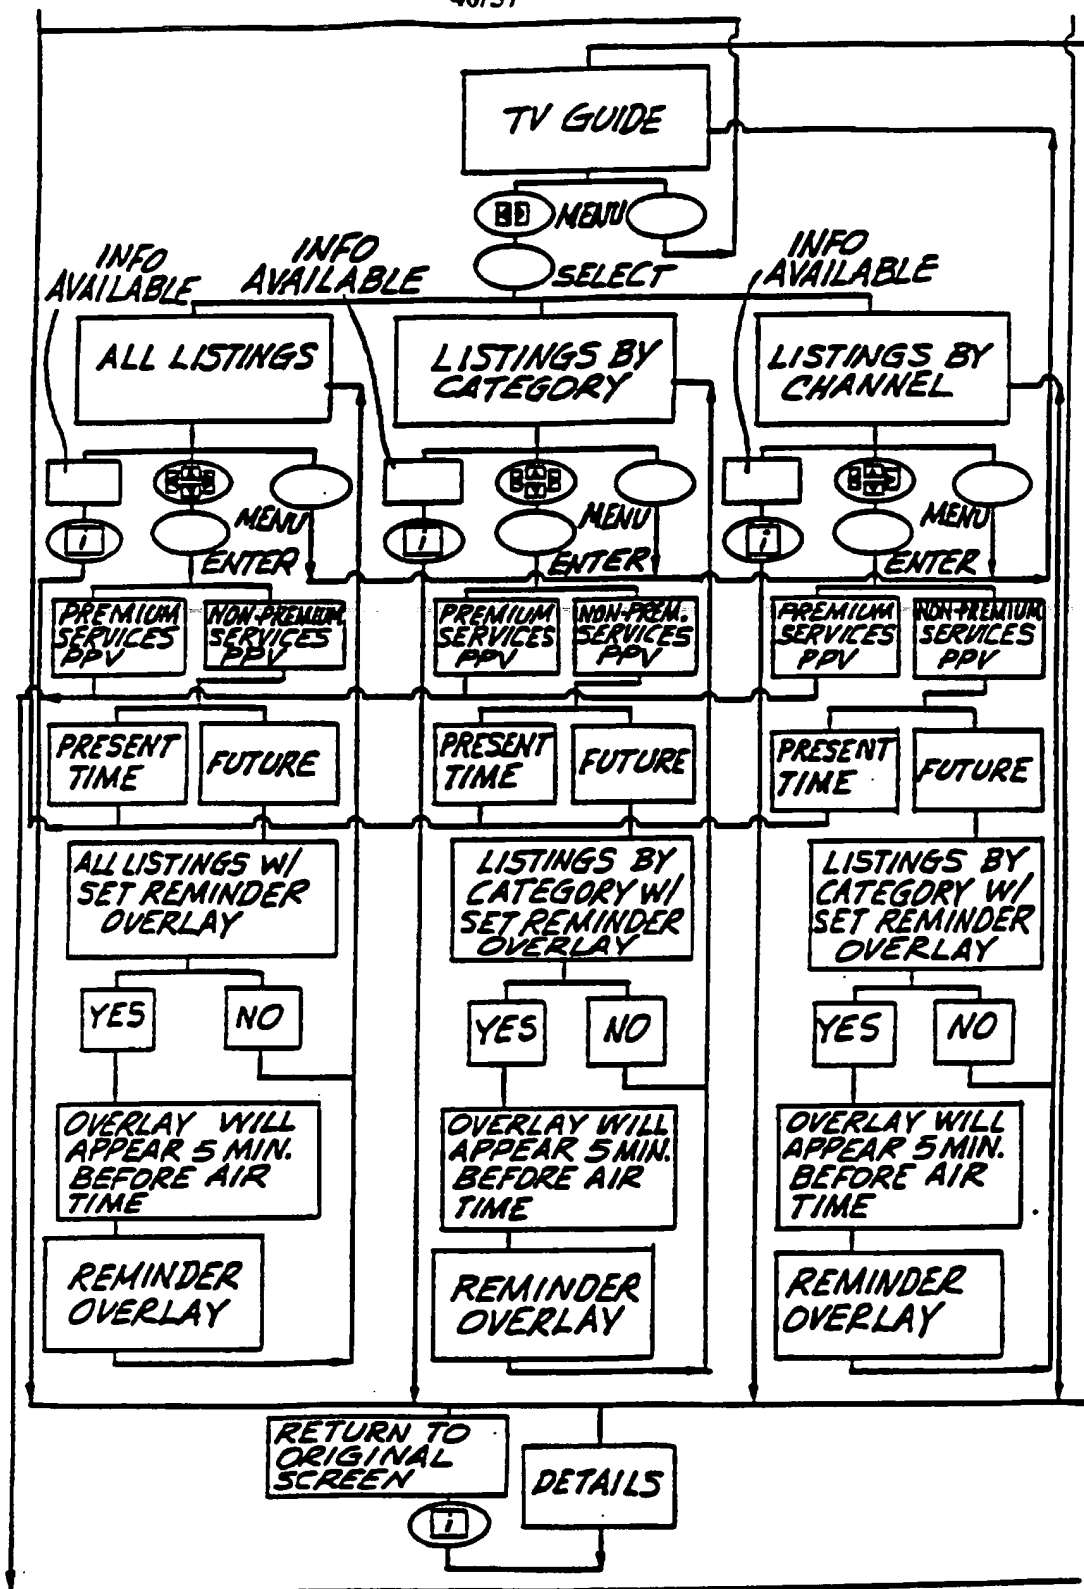 TV GUIDE
MENU
SELECT
INFO
AVAILABLE
INFO
AVAILABLE
INFO
AVAILABLE
ALL LISTINGS
LISTINGS BY
CATEGORY
LISTINGS BY
CHANNEL
i
MENU
ENTER
i
MENU
ENTER
i
MENU
ENTER
PREMIUM
SERVICES
PPV
NON-PREMIUM
SERVICES
PPV
PREMIUM
SERVICES
PPV
NON-PREM.
SERVICES
PPV
PREMIUM
SERVICES
PPV
NON-PREMIUM
SERVICES
PPV
PRESENT
TIME
FUTURE
PRESENT
TIME
FUTURE
PRESENT
TIME
FUTURE
ALL LISTINGS W/
SET REMINDER
OVERLAY
LISTINGS BY
CATEGORY W/
SET REMINDER
OVERLAY
LISTINGS BY
CATEGORY W/
SET REMINDER
OVERLAY
YES
NO
YES
NO
YES
NO
OVERLAY WILL
APPEAR 5 MIN.
BEFORE AIR
TIME
OVERLAY WILL
APPEAR 5 MIN.
BEFORE AIR
TIME
OVERLAY WILL
APPEAR 5 MIN.
BEFORE AIR
TIME
REMINDER
OVERLAY
REMINDER
OVERLAY
REMINDER
OVERLAY
RETURN TO
ORIGINAL
SCREEN
DETAILS
i